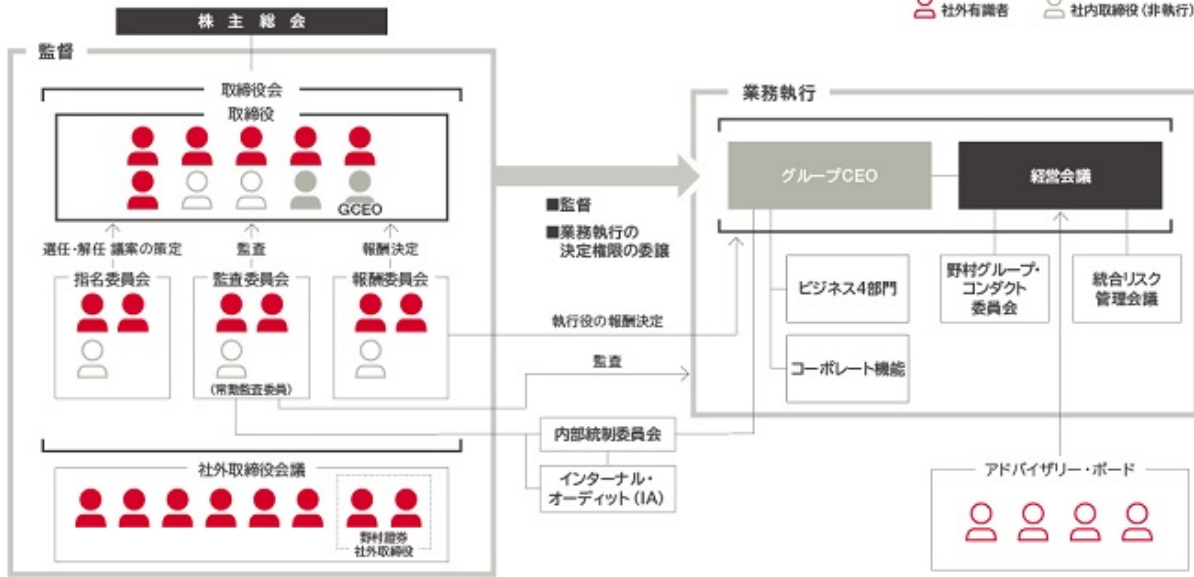 社外有識者
社内取締役(非執行)
株主総会
監督
取締役会
取締役
GCEO
選任・解任 議案の策定
監査
報酬決定
指名委員会
監査委員会
(常勤監査委員)
報酬委員会
社外取締役会議
野村證券
社外取締役
■監督
■業務執行の
決定権限の委譲
執行役の報酬決定
監査
内部統制委員会
インターナル・
オーディット(IA)
業務執行
グループCEO
経営会議
ビジネス4部門
コーポレート機能
野村グループ・
コンダクト
委員会
統合リスク
管理会議
アドバイザリー・ボード